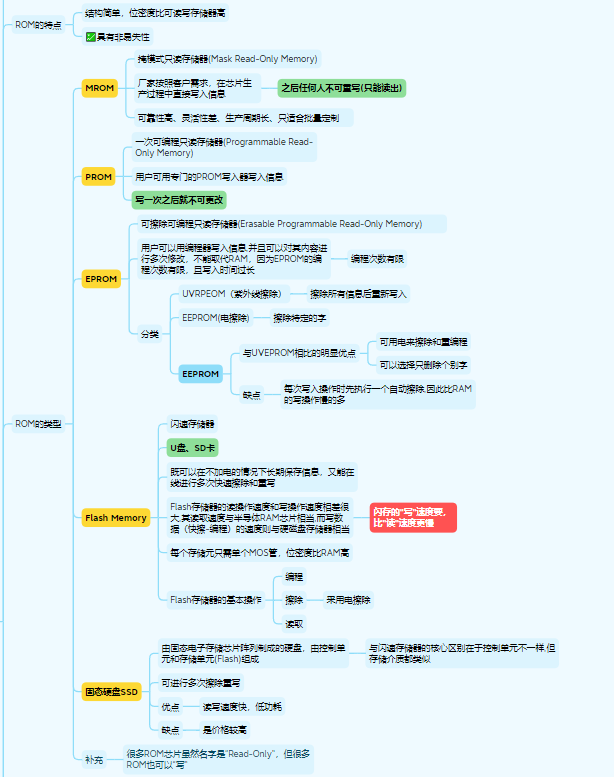 ROM的特点
结构简单，位密度比可读写存储器高
具有非易失性
ROM的类型
MROM
掩模式只读存储器(Mask Read-Only Memory)
厂家按照客户需求，在芯片生
产过程中直接写入信息
之后任何人不可重写(只能读出)
可靠性高、灵活性差、生产周期长、只适合批量定制
PROM
一次可编程只读存储器(Programmable Read-
Only Memory)
用户可用专门的PROM写入器写入信息
写一次之后就不可更改
EPROM
可擦除可编程只读存储器(Erasable Programmable Read-Only Memory)
用户可以用编程器写入信息,并且可以对其内容进
行多次修改，不能取代RAM，因为EPROM的编
程次数有限，且写入时间过长
编程次数有限
分类
UVRPEOM（紫外线擦除）
擦除所有信息后重新写入
EEPROM(电擦除)
擦除特定的字
EEPROM
与UVEPROM相比的明显优点
可用电来擦除和重编程
可以选择只删除个别字
缺点
每次写入操作时先执行一个自动擦除,因此比RAM
的写操作慢的多
Flash Memory
闪速存储器
U盘、SD卡
既可以在不加电的情况下长期保存信息，又能在
线进行多次快速擦除和重写
Flash存储器的读操作速度和写操作速度相差很
大,其读取速度与半导体RAM芯片相当,而写数
据（快擦-编程）的速度则与硬磁盘存储器相当
闪存的“写”速度要,
比“读”速度更慢
每个存储元只需单个MOS管，位密度比RAM高
Flash存储器的基本操作
编程
擦除
采用电擦除
读取
固态硬盘SSD
由固态电子存储芯片阵列制成的硬盘，由控制单
元和存储单元(Flash)组成
与闪速存储器的核心区别在于控制单元不一样,但
存储介质都类似
可进行多次擦除重写
优点
读写速度快，低功耗
缺点
是价格较高
补充
很多ROM芯片虽然名字是“Read-Only”，但很多
ROM也可以“写”